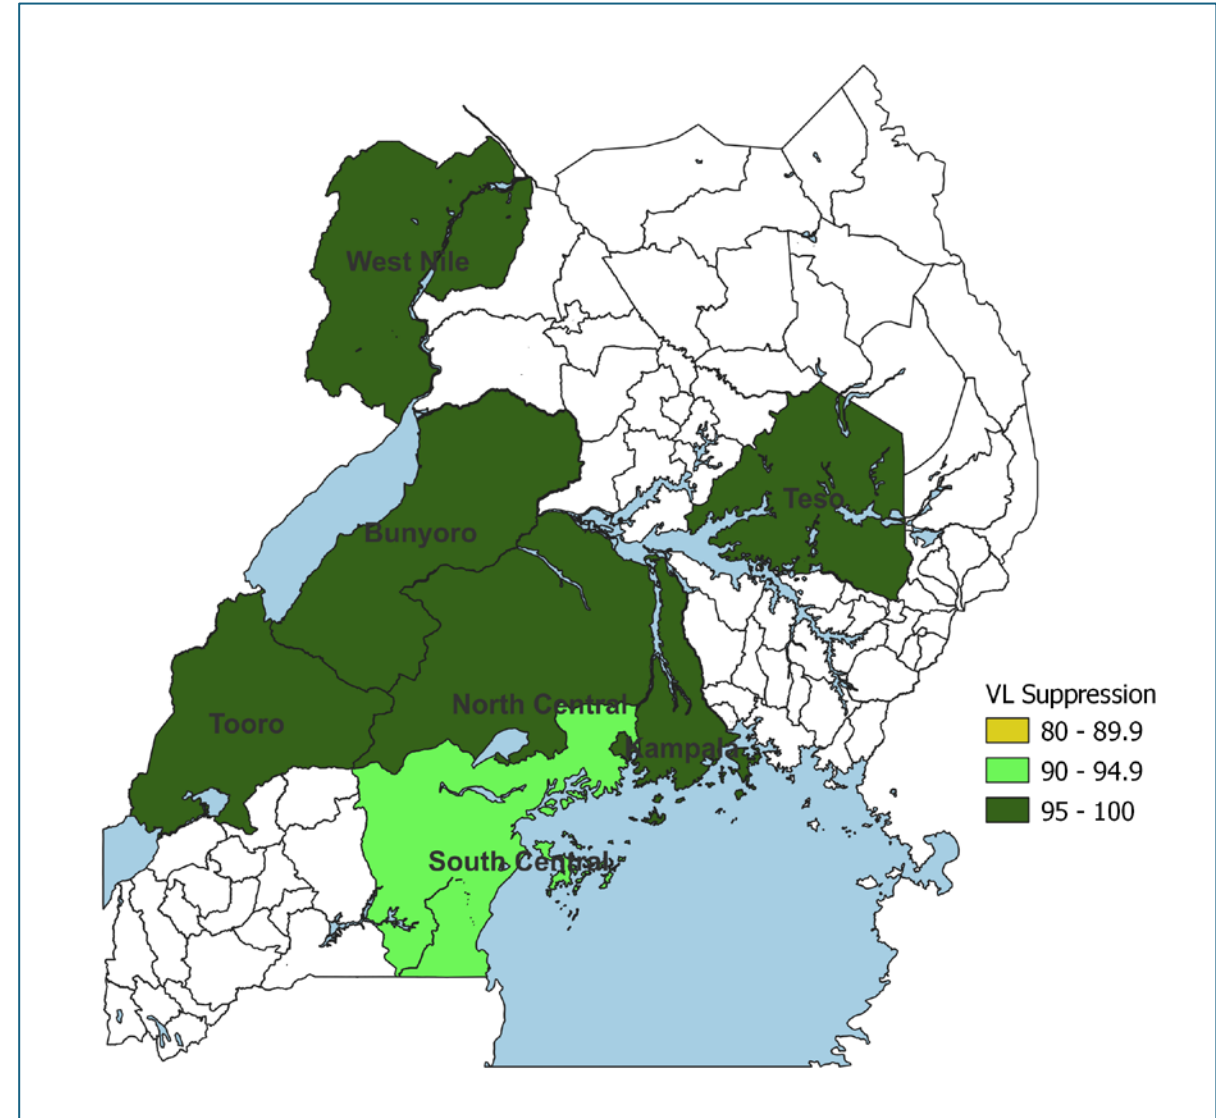 West Nile
Bunyoro
Teso
North Central
Tooro
Kampala
South Central
VL Suppression
80 - 89.9
90 - 94.9
95 - 100